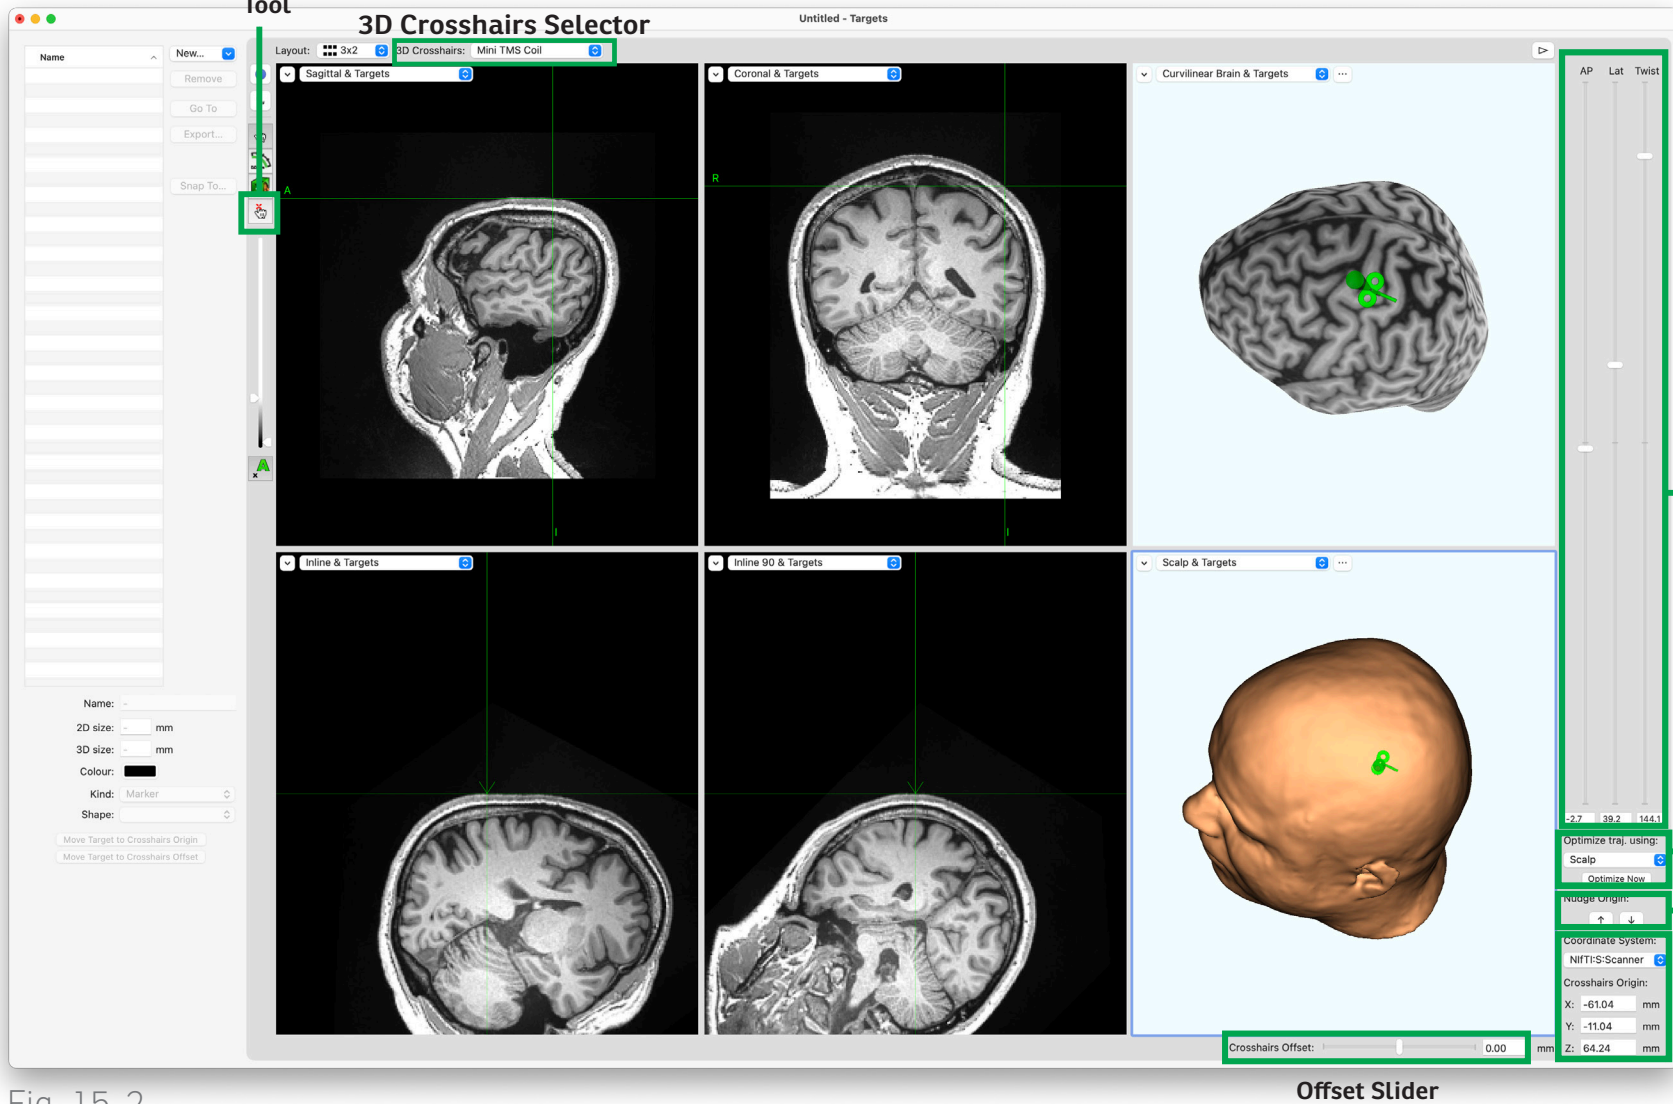 Tool
3D Crosshairs Selector
Untitled - Targets
Name
New...
Remove
Go To
Export...
Snap To...
Layout:
3x2
3D Crosshairs:
Mini TMS Coil
Sagittal & Targets
A
I
Coronal & Targets
R
I
Curvilinear Brain & Targets
...
AP
Lat
Twist
Inline & Targets
Inline 90 & Targets
Scalp & Targets
...
A
x
Name:
-
2D size:
-
mm
3D size:
-
mm
Colour:
Kind:
Marker
Shape:
Move Target to Crosshairs Origin
Move Target to Crosshairs Offset
-2.7
39.2
144.1
Optimize traj. using:
Scalp
Optimize Now
Nudge Origin:
↑
↓
Coordinate System:
NIfTI:S:Scanner
Crosshairs Origin:
X:
-61.04
mm
Y:
-11.04
mm
Z:
64.24
mm
Crosshairs Offset:
0.00
mm
Offset Slider
Fig. 15-2